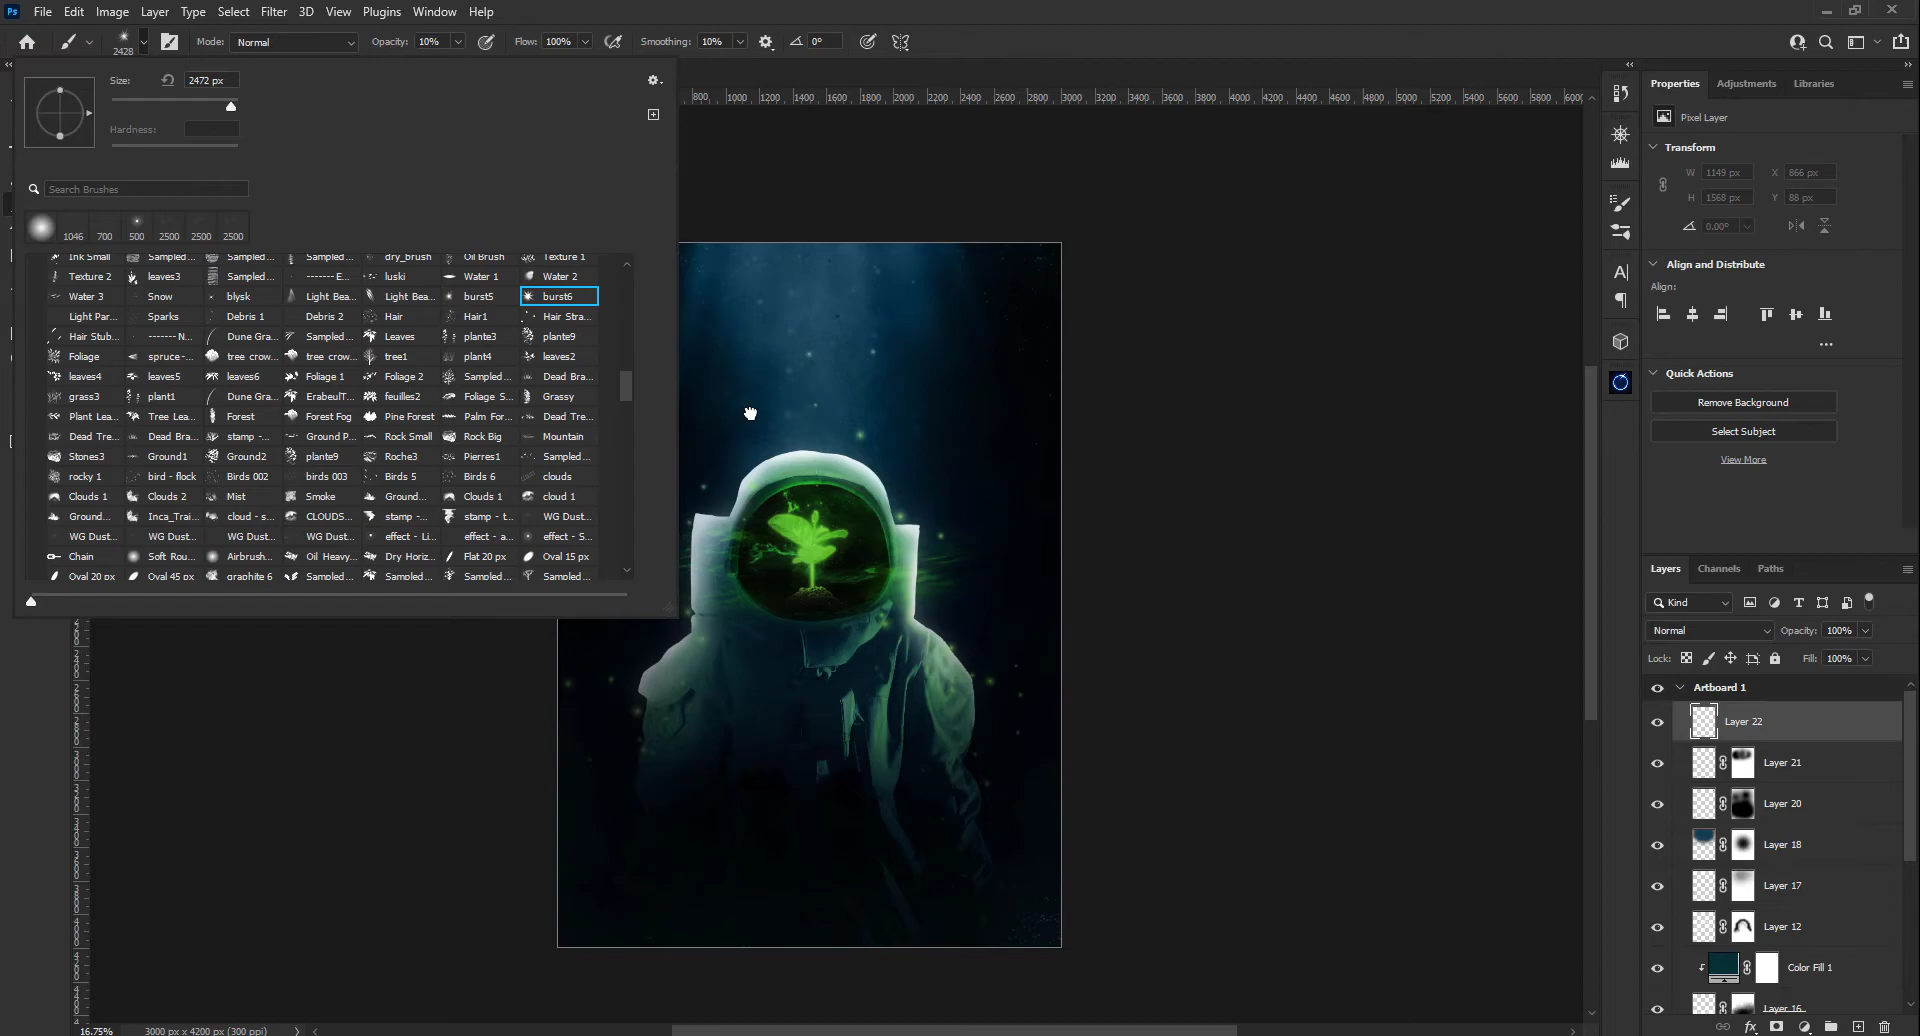 Ps File Edit Image Layer Type Select Filter 3D View Plugins Window Help
2428 Mode: Normal Opacity: 10% Flow: 100% Smoothing: 10% 0°
Size: 2472 px
Hardness:
Search Brushes
1046 700 500 2500 2500 2500
Ink Small Sampled... Sampled... dry_brush Oil Brush Texture 1
Texture 2 leaves3 Sampled... ------- E... luski Water 1 Water 2
Water 3 Snow blysk Light Bea... Light Bea... burst5 burst6
Light Par... Sparks Debris 1 Debris 2 Hair Hair1 Hair Stra...
Hair Stub... ------- N... Dune Gra... Sampled... Leaves plante3 plante9
Foliage spruce -... tree crow... tree crow... tree1 plant4 leaves2
leaves4 leaves5 leaves6 Foliage 1 Foliage 2 Sampled... Dead Bra...
grass3 plant1 Dune Gra... ErabeulT... feuilles2 Foliage S... Grassy
Plant Lea... Tree Lea... Forest Forest Fog Pine Forest Palm For... Dead Tre...
Dead Tre... Dead Bra... stamp -... Ground P... Rock Small Rock Big Mountain
Stones3 Ground1 Ground2 plante9 Roche3 Pierres1 Sampled...
rocky 1 bird - flock Birds 002 birds 003 Birds 5 Birds 6 clouds
Clouds 1 Clouds 2 Mist Smoke Ground... Clouds 1 cloud 1
Ground... Inca_Trai... cloud - s... CLOUDS... stamp -... stamp - t... WG Dust...
WG Dust... WG Dust... WG Dust... WG Dust... effect - Li... effect - a... effect - S...
Chain Soft Rou... Airbrush... Oil Heavy... Dry Horiz... Flat 20 px Oval 15 px
Oval 20 px Oval 45 px graphite 6 Sampled... Sampled... Sampled... Sampled...
800 1000 1200 1400 1600 1800 2000 2200 2400 2600 2800 3000 3200 3400 3600 3800 4000 4200 4400 4600 4800 5000 5200 5400 5600 5800 6000
16.75% 3000 px x 4200 px (300 ppi)
Properties Adjustments Libraries
Pixel Layer
Transform
W 1149 px X 866 px
H 1568 px Y 88 px
0.00°
Align and Distribute
Align:
Quick Actions
Remove Background
Select Subject
View More
Layers Channels Paths
Kind
Normal Opacity: 100%
Lock: Fill: 100%
Artboard 1
Layer 22
Layer 21
Layer 20
Layer 18
Layer 17
Layer 12
Color Fill 1
Layer 16